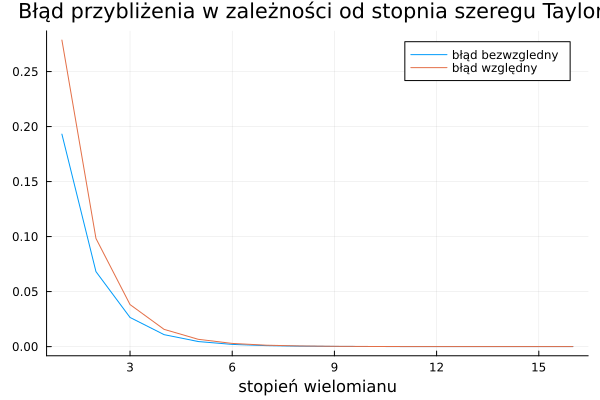 Błąd przybliżenia w zależności od stopnia szeregu Taylor
błąd bezwzgledny
błąd względny
0.25
0.20
0.15
0.10
0.05
0.00
3 6 9 12 15
stopień wielomianu